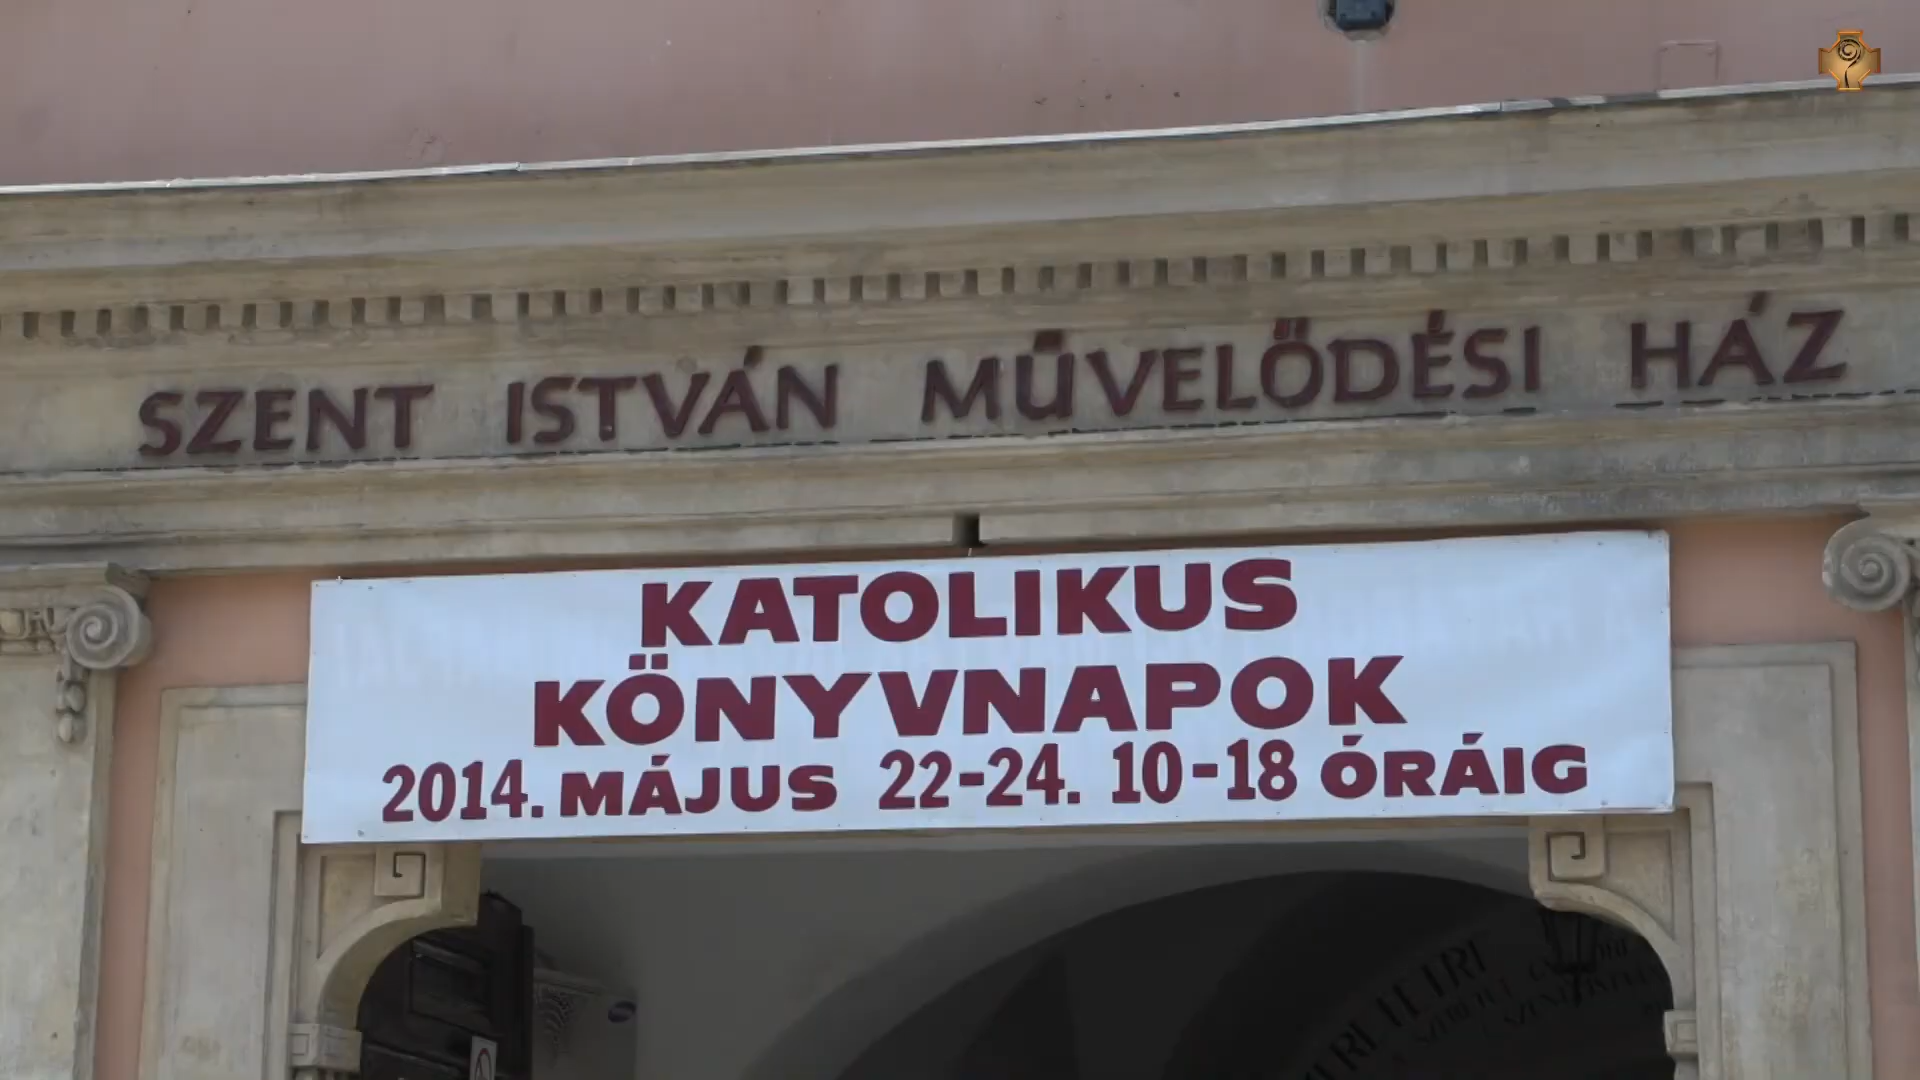 SZENT ISTVÁN MŰVELŐDÉSI HÁZ
KATOLIKUS
KÖNYVNAPOK
2014. MÁJUS 22-24. 10-18 ÓRÁIG